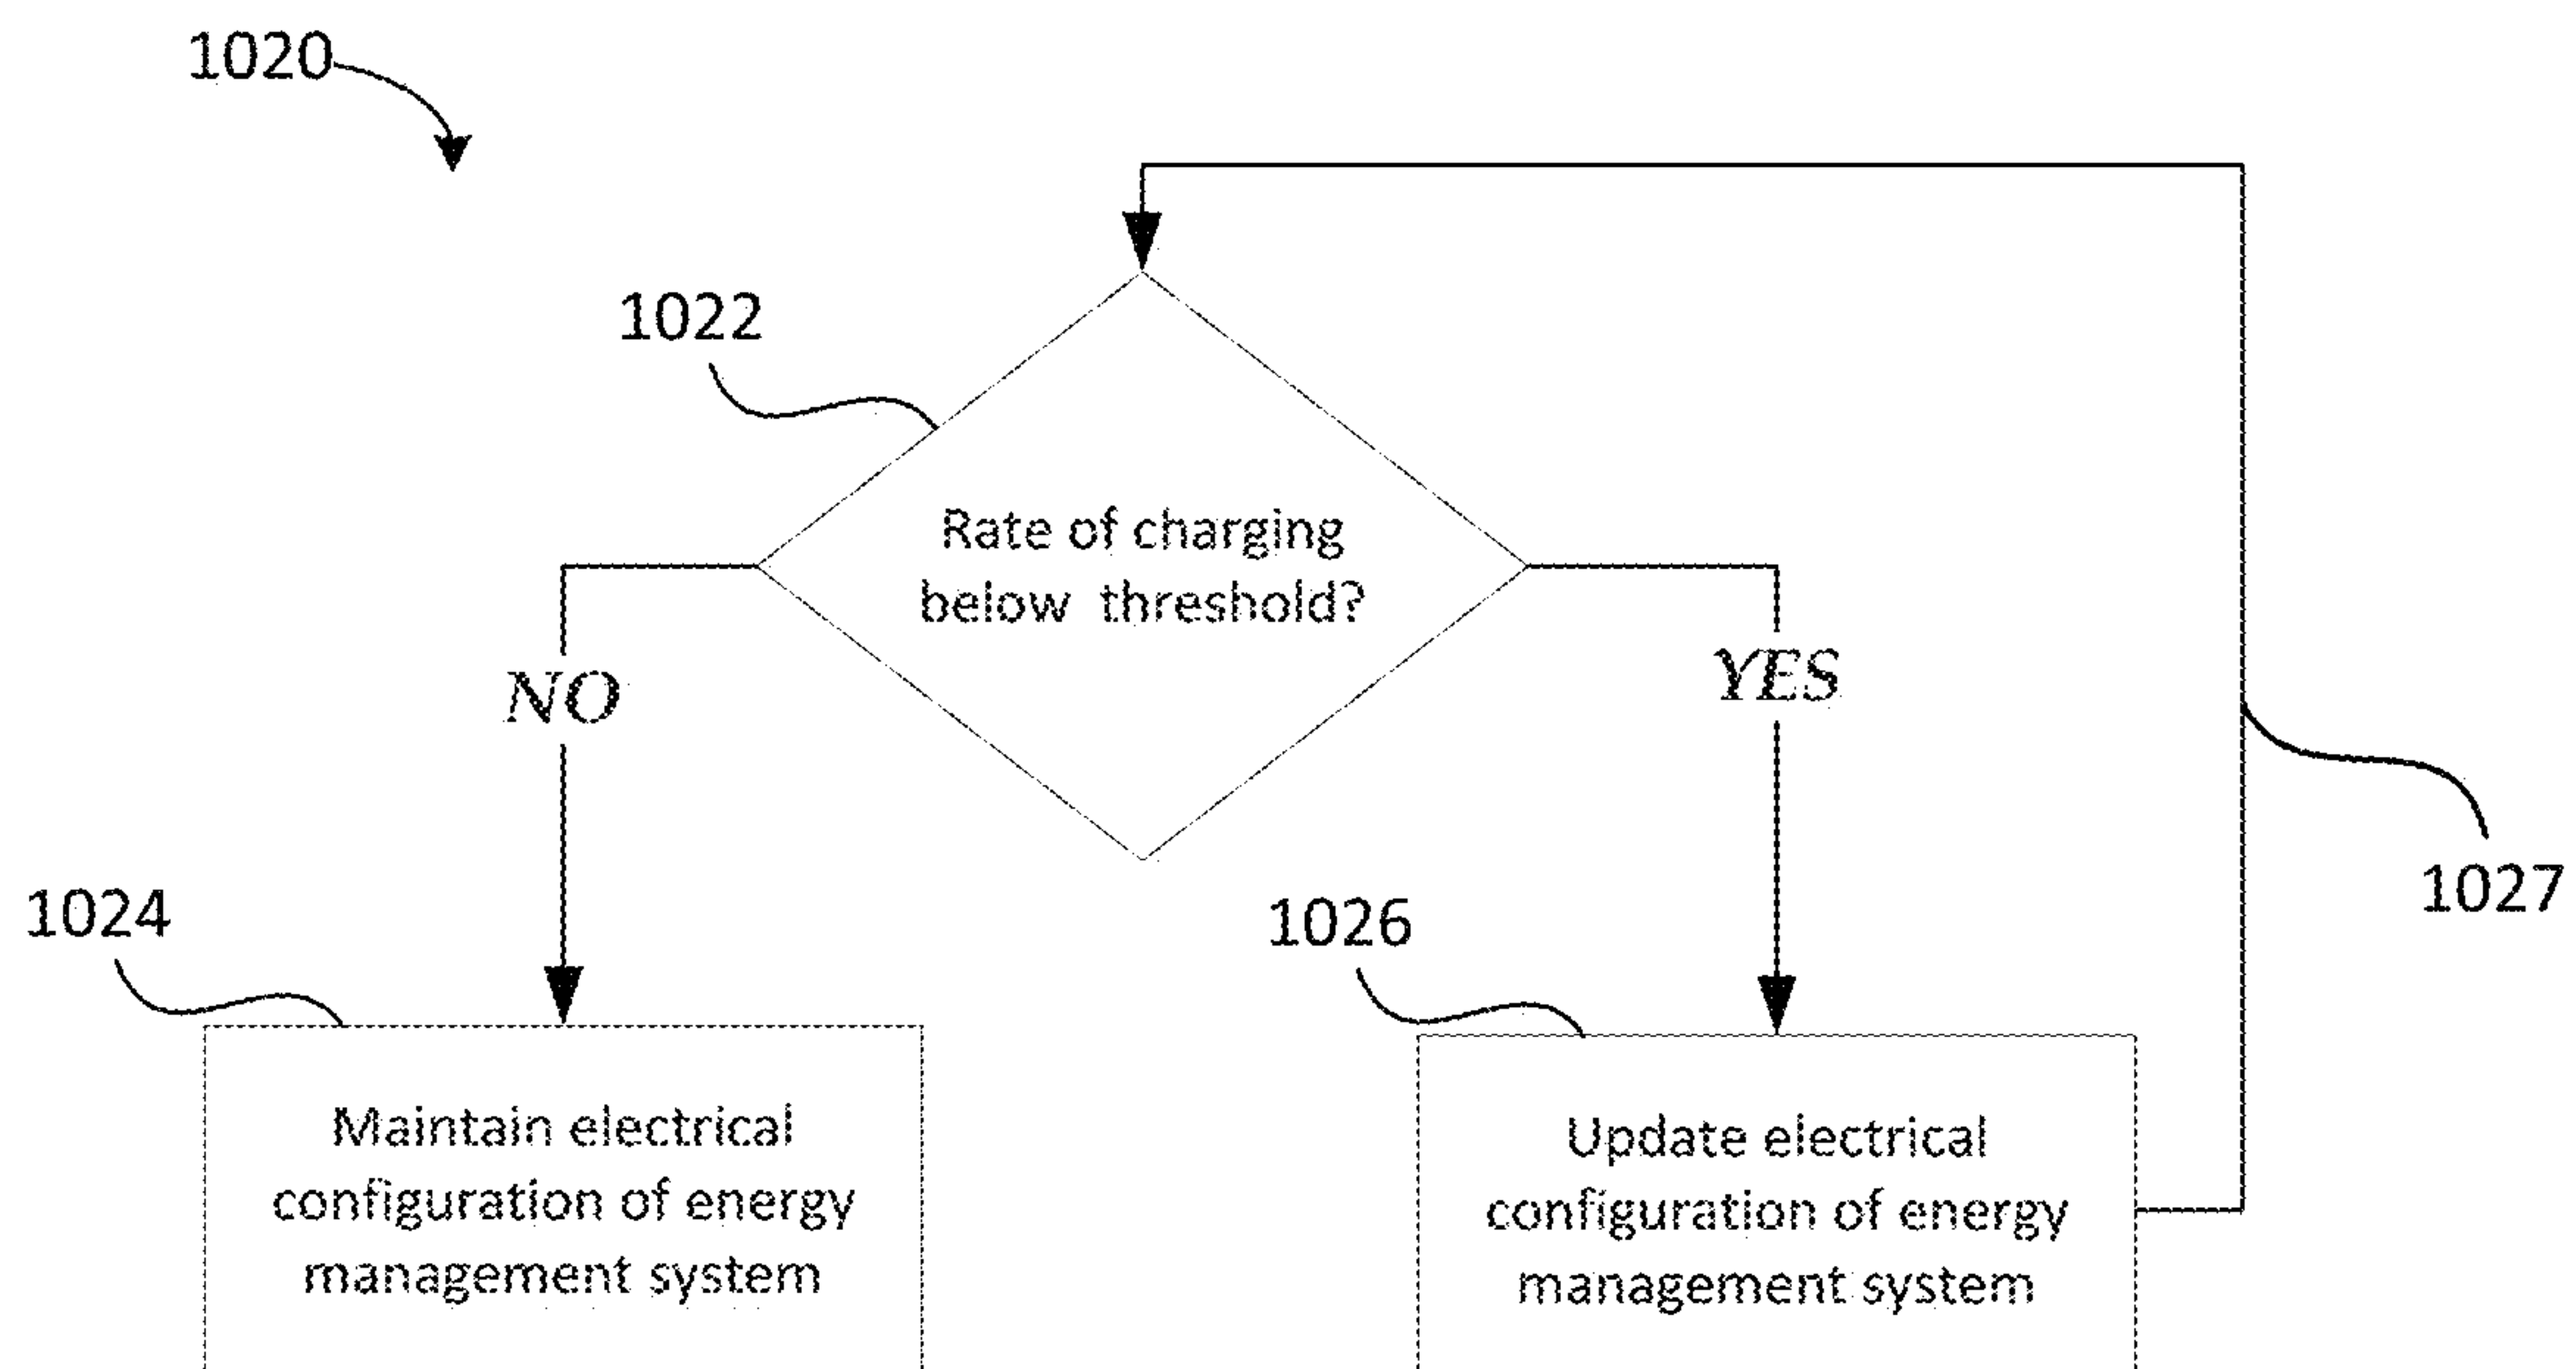 1020
1022
Rate of charging
below threshold?
NO
YES
1027
1024
1026
Maintain electrical
configuration of energy
management system
Update electrical
configuration of energy
management system